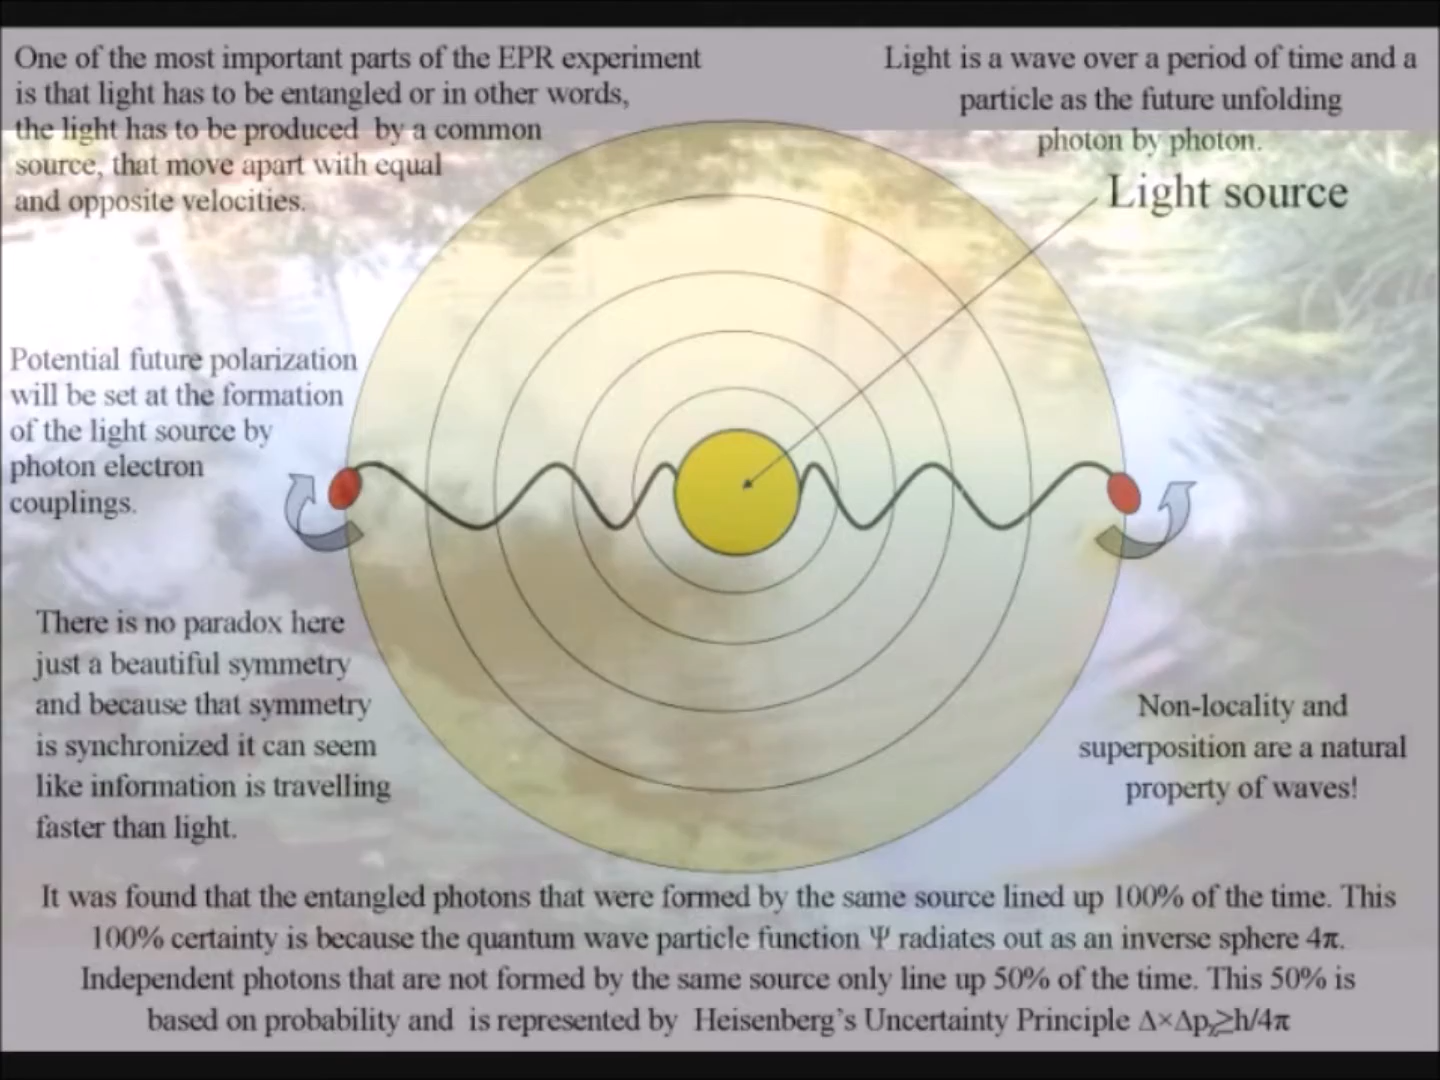 One of the most important parts of the EPR experiment
is that light has to be entangled or in other words,
the light has to be produced by a common
source, that move apart with equal
and opposite velocities.
Light is a wave over a period of time and a
particle as the future unfolding
photon by photon.
Light source
Potential future polarization
will be set at the formation
of the light source by
photon electron
couplings.
There is no paradox here
just a beautiful symmetry
and because that symmetry
is synchronized it can seem
like information is travelling
faster than light.
Non-locality and
superposition are a natural
property of waves!
It was found that the entangled photons that were formed by the same source lined up 100% of the time. This
100% certainty is because the quantum wave particle function Ψ radiates out as an inverse sphere 4π.
Independent photons that are not formed by the same source only line up 50% of the time. This 50% is
based on probability and is represented by Heisenberg's Uncertainty Principle Δ×Δpₓ≥h/4π